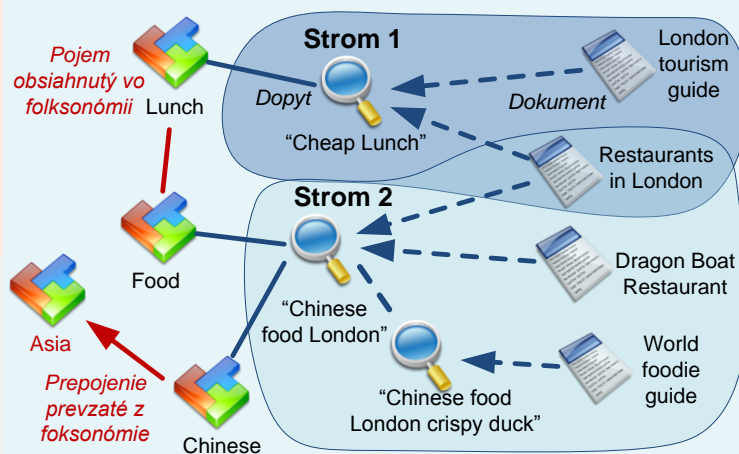 Pojem
obsiahnutý vo
folksonómii
Lunch
Strom 1
Dopyt
“Cheap Lunch”
Dokument
London
tourism
guide
Restaurants
in London
Strom 2
Food
“Chinese
food London”
Dragon Boat
Restaurant
Asia
Prepojenie
prevzaté z
foksonómie
Chinese
“Chinese food
London crispy duck”
World
foodie
guide